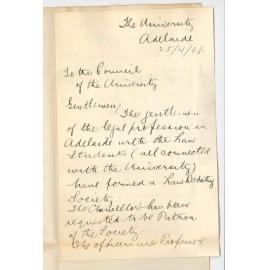 The University
Adelaide
25/4/98.
To the Council
of the University
Gentlemen,
The gentlemen
of the legal profession in
Adelaide with the Law
Students (all connected
with the University)
have formed a Law Debating
Society.
The Chancellor has been
requested to be Patron
of the Society.
The officers are Professor